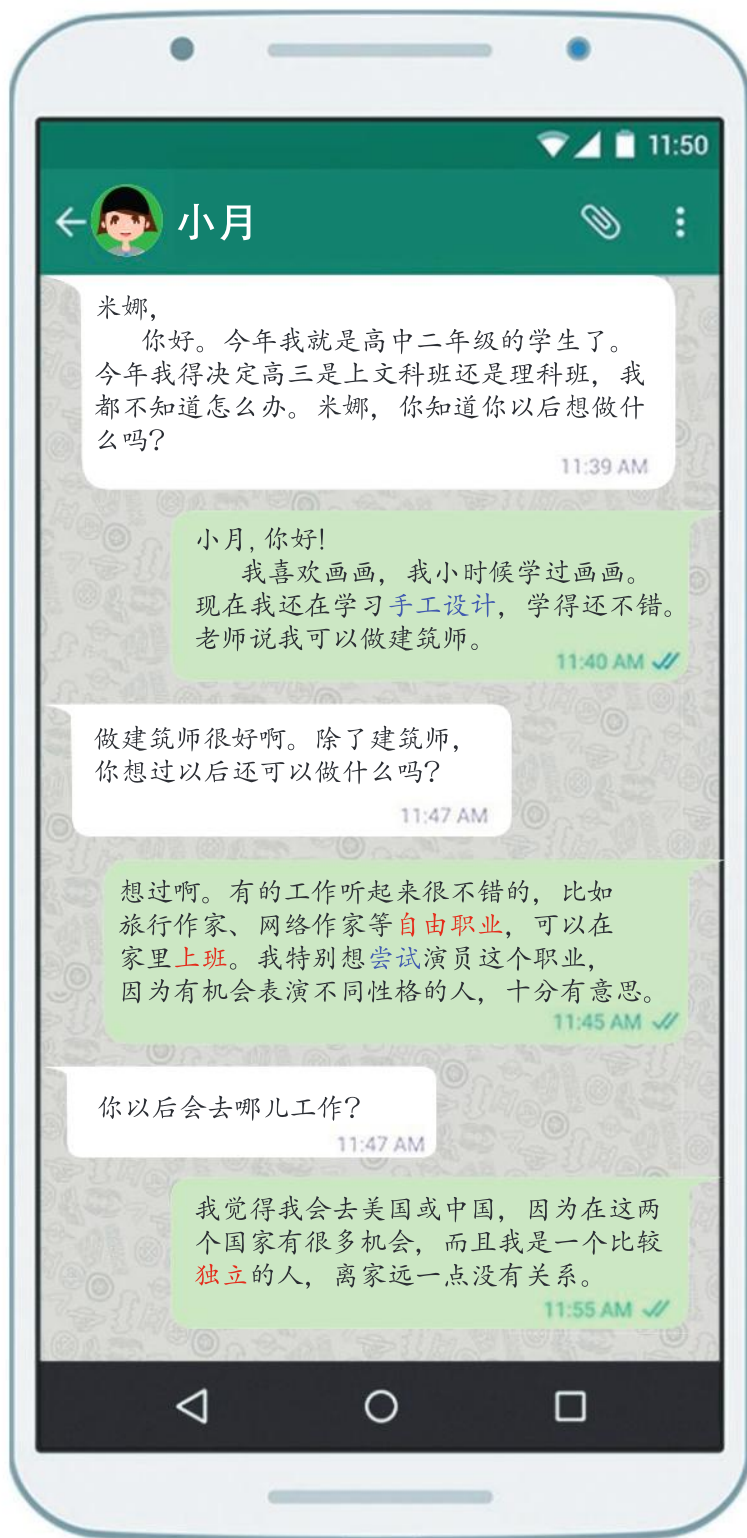 11:50
小月
米娜,
你好。今年我就是高中二年级的学生了。
今年我得决定高三是上文科班还是理科班，我
都不知道怎么办。米娜，你知道你以后想做什
么吗？
11:39 AM
小月,你好!
我喜欢画画，我小时候学过画画。
现在我还在学习手工设计，学得还不错。
老师说我可以做建筑师。
11:40 AM
做建筑师很好啊。除了建筑师，
你想过以后还可以做什么吗？
11:47 AM
想过啊。有的工作听起来很不错的，比如
旅行作家、网络作家等自由职业，可以在
家里上班。我特别想尝试演员这个职业，
因为有机会表演不同性格的人，十分有意思。
11:45 AM
你以后会去哪儿工作？
11:47 AM
我觉得我会去美国或中国，因为在这两
个国家有很多机会，而且我是一个比较
独立的人，离家远一点没有关系。
11:55 AM